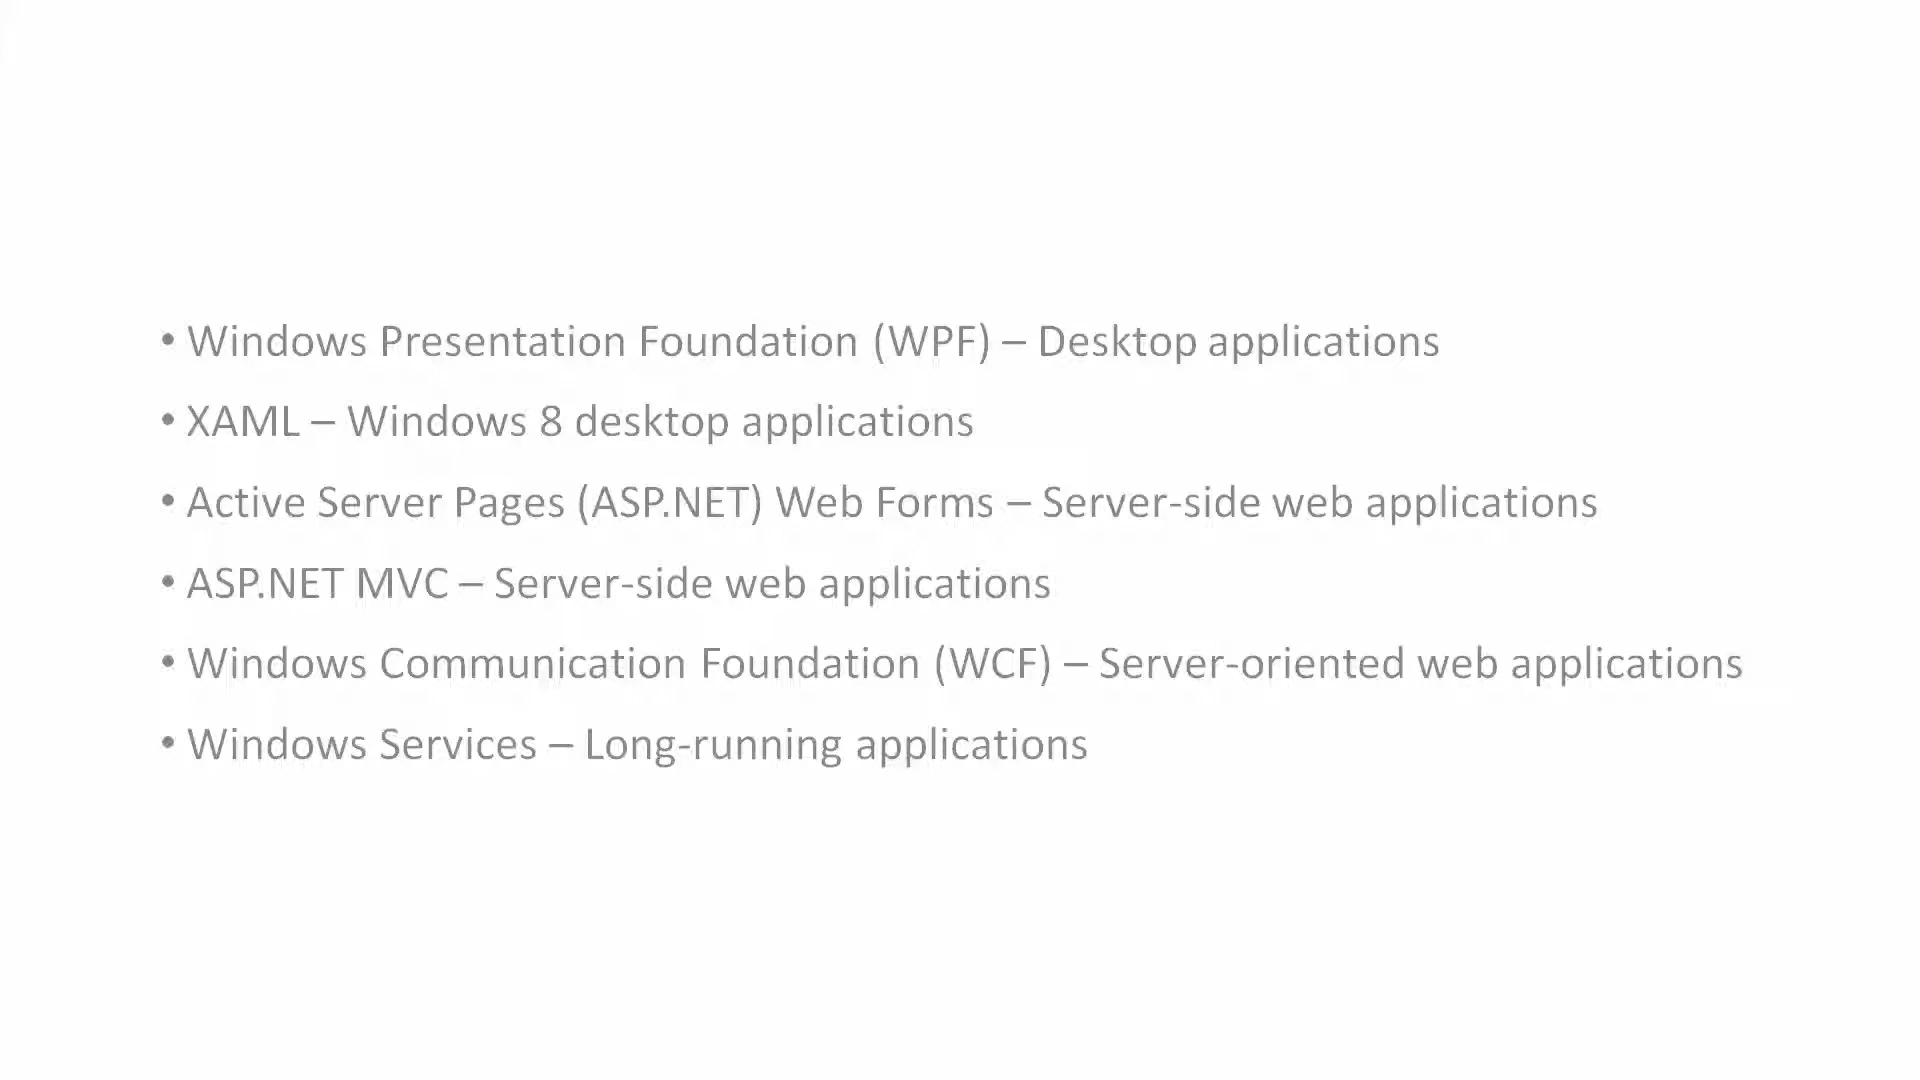 • Windows Presentation Foundation (WPF) – Desktop applications
• XAML – Windows 8 desktop applications
• Active Server Pages (ASP.NET) Web Forms – Server-side web applications
• ASP.NET MVC – Server-side web applications
• Windows Communication Foundation (WCF) – Server-oriented web applications
• Windows Services – Long-running applications